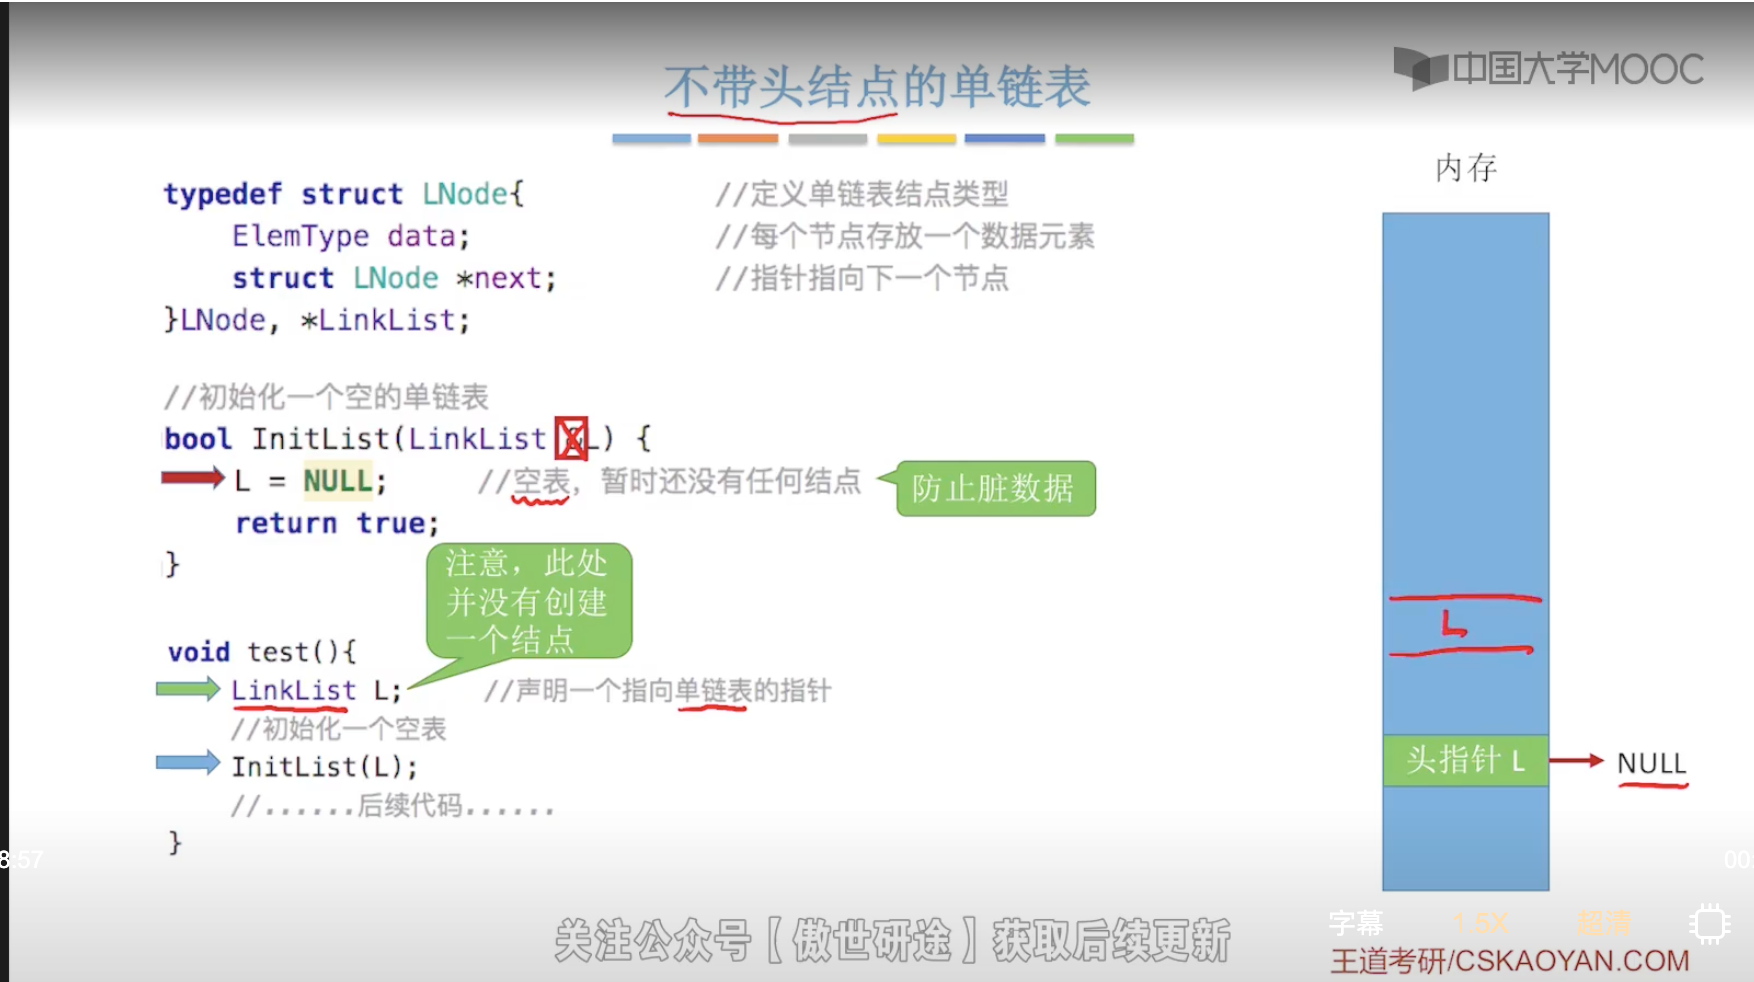 中国大学MOOC
不带头结点的单链表
内存
typedef struct LNode{ //定义单链表结点类型
ElemType data; //每个节点存放一个数据元素
struct LNode *next; //指针指向下一个节点
}LNode, *LinkList;
//初始化一个空的单链表
bool InitList(LinkList &L) {
L = NULL; //空表，暂时还没有任何结点
防止脏数据
return true;
}
注意，此处
并没有创建
一个结点
void test(){
LinkList L; //声明一个指向单链表的指针
//初始化一个空表
InitList(L);
//......后续代码......
}
L
头指针 L
NULL
8:57
00:
字幕
1.5X
超清
关注公众号【傲世研途】获取后续更新
王道考研/CSKAOYAN.COM